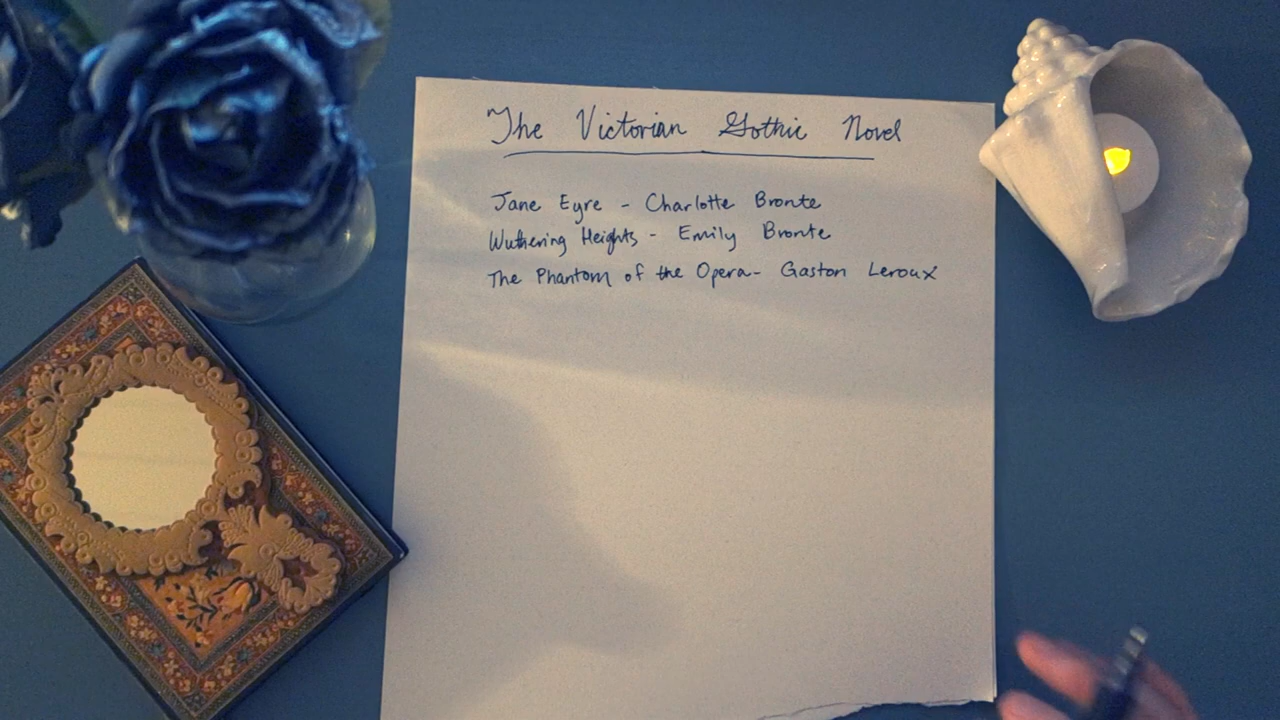 The Victorian Gothic Novel
Jane Eyre - Charlotte Bronte
Wuthering Heights - Emily Bronte
The Phantom of the Opera - Gaston Leroux